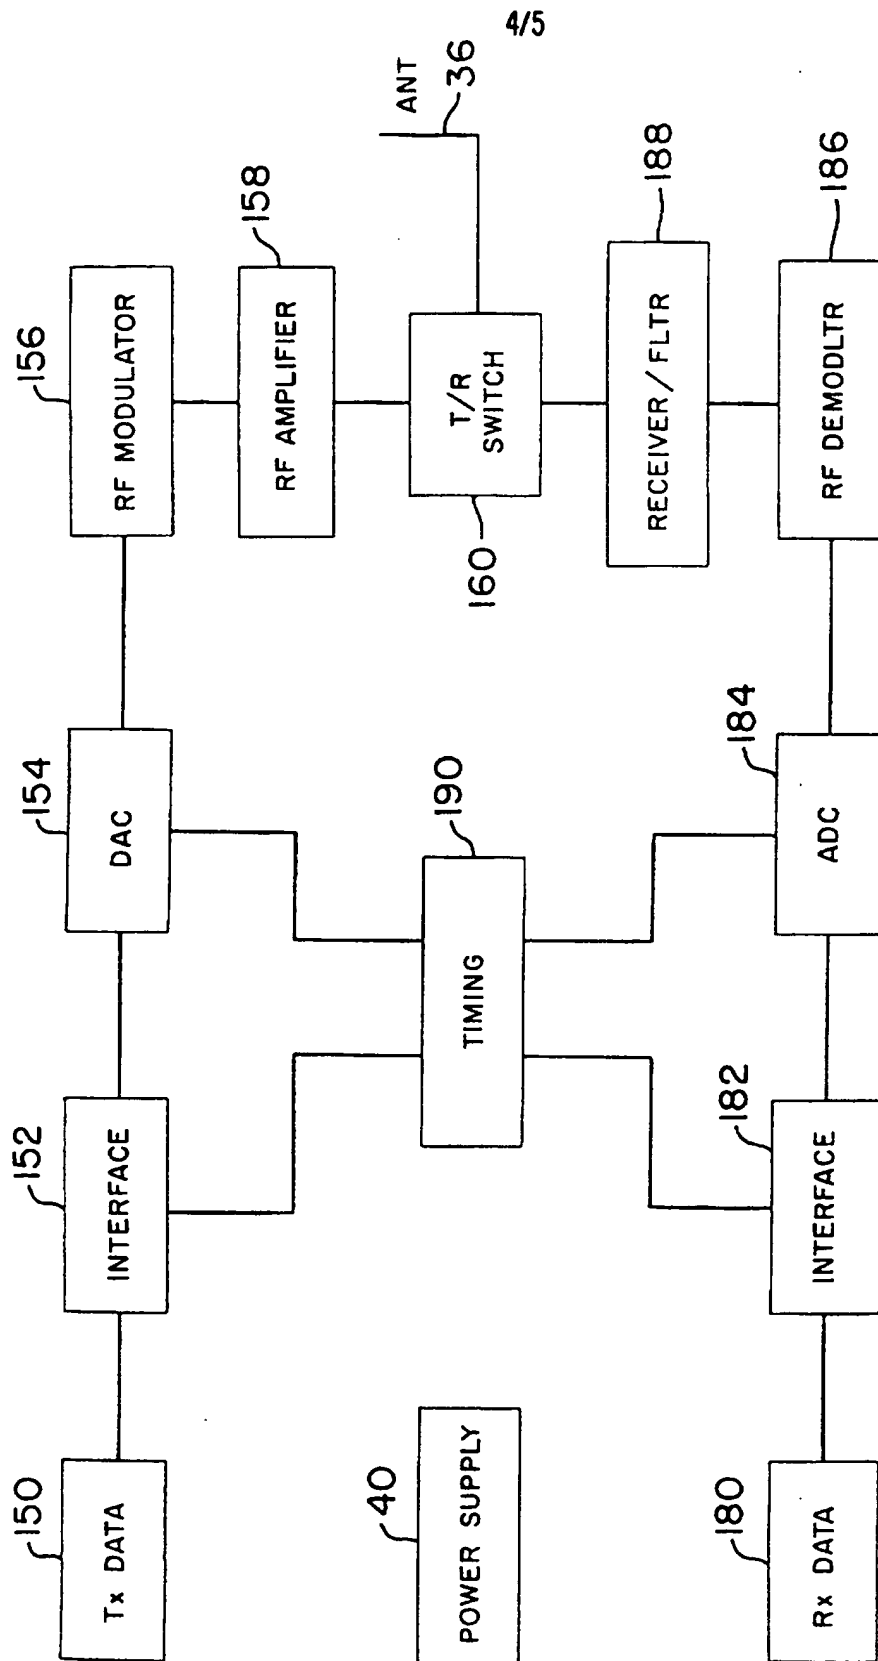 4/5
150
Tx DATA
152
INTERFACE
154
DAC
156
RF MODULATOR
158
RF AMPLIFIER
ANT
36
40
POWER SUPPLY
190
TIMING
160
T/R
SWITCH
188
RECEIVER/FLTR
180
Rx DATA
182
INTERFACE
184
ADC
186
RF DEMODLTR